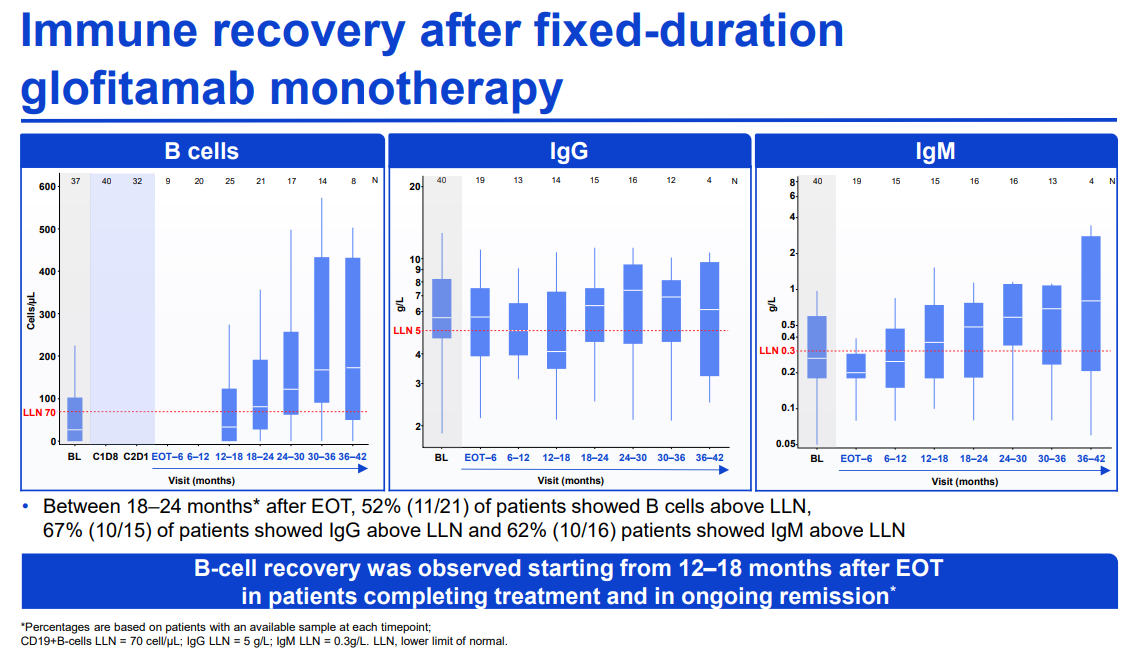 Immune recovery after fixed-duration
glofitamab monotherapy
B cells
37 40 32 9 20 25 21 17 14 8 N
600
500
400
300
200
100
0
Cells/µL
LLN 70
BL C1D8 C2D1 EOT–6 6–12 12–18 18–24 24–30 30–36 36–42
Visit (months)
IgG
40 19 13 14 15 16 12 4 N
20
10
9
8
7
6
4
3
2
g/L
LLN 5
BL EOT–6 6–12 12–18 18–24 24–30 30–36 36–42
Visit (months)
IgM
40 19 15 15 16 16 13 4 N
8
6
4
2
1
0.5
0.4
0.2
0.1
0.05
g/L
LLN 0.3
BL EOT–6 6–12 12–18 18–24 24–30 30–36 36–42
Visit (months)
• Between 18–24 months* after EOT, 52% (11/21) of patients showed B cells above LLN,
67% (10/15) of patients showed IgG above LLN and 62% (10/16) patients showed IgM above LLN
B-cell recovery was observed starting from 12–18 months after EOT
in patients completing treatment and in ongoing remission*
*Percentages are based on patients with an available sample at each timepoint;
CD19+B-cells LLN = 70 cell/µL; IgG LLN = 5 g/L; IgM LLN = 0.3g/L. LLN, lower limit of normal.